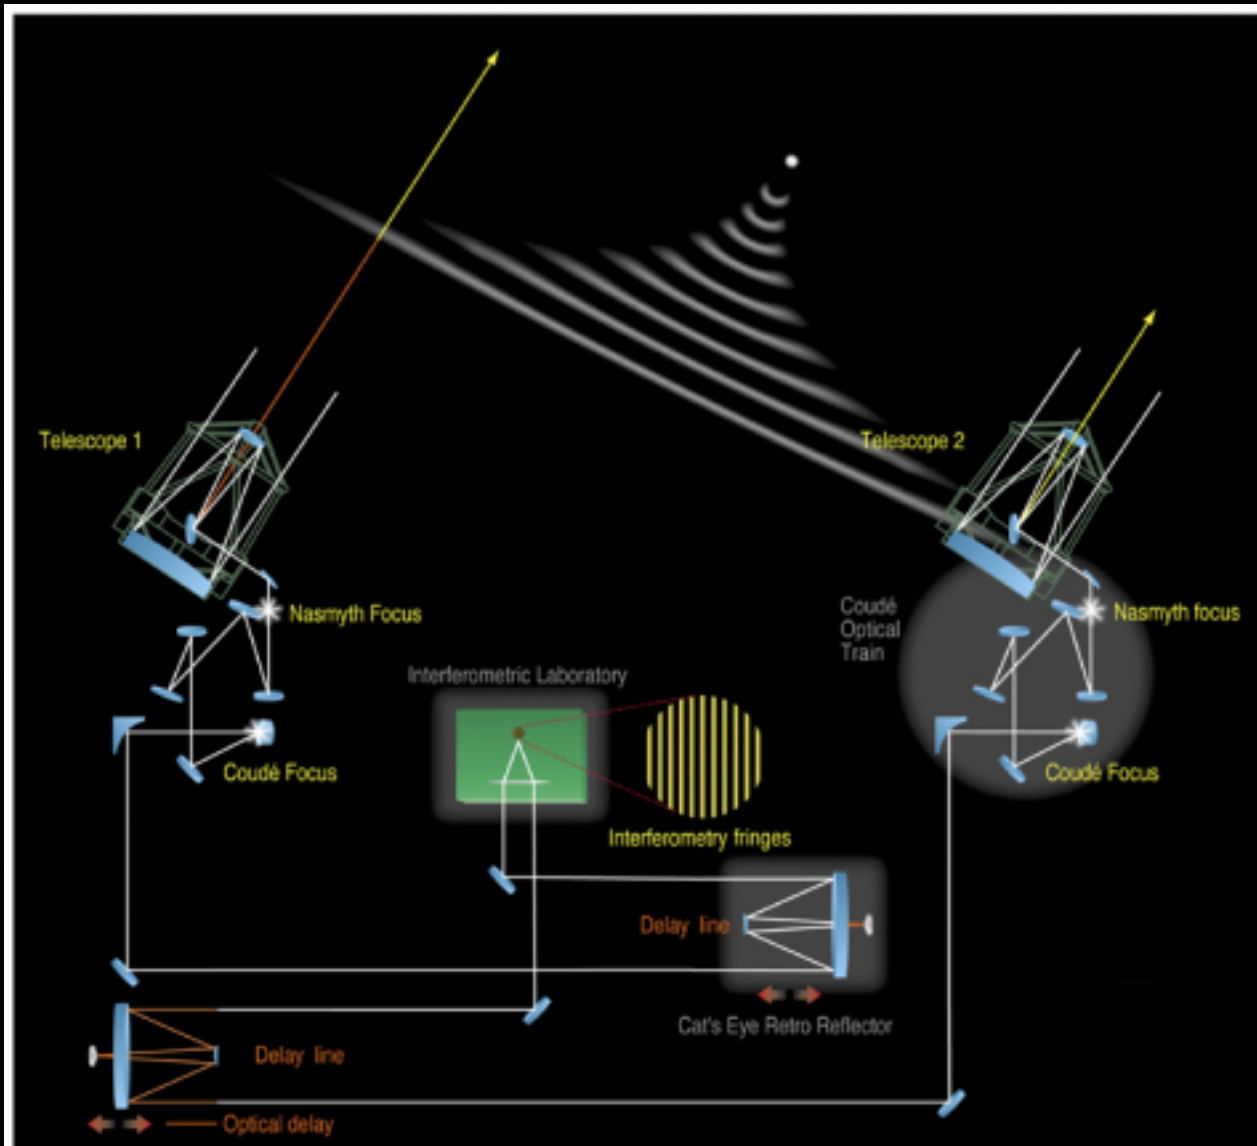 Telescope 1
Telescope 2
Nasmyth Focus
Coudé
Optical
Train
Nasmyth focus
Interferometric Laboratory
Coudé Focus
Coudé Focus
Interferometry fringes
Delay line
Cat's Eye Retro Reflector
Delay line
Optical delay